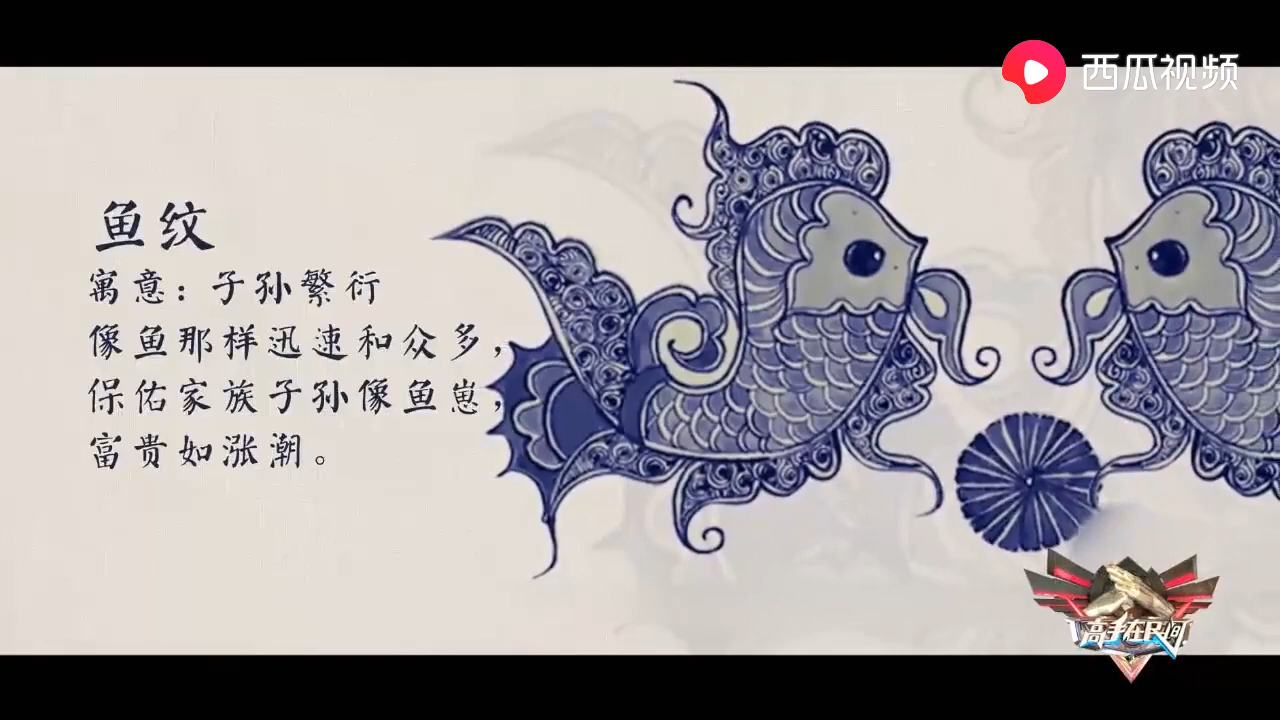 西瓜视频
鱼纹
寓意：子孙繁衍
像鱼那样迅速和众多，
保佑家族子孙像鱼崽，
富贵如涨潮。
高手在民间